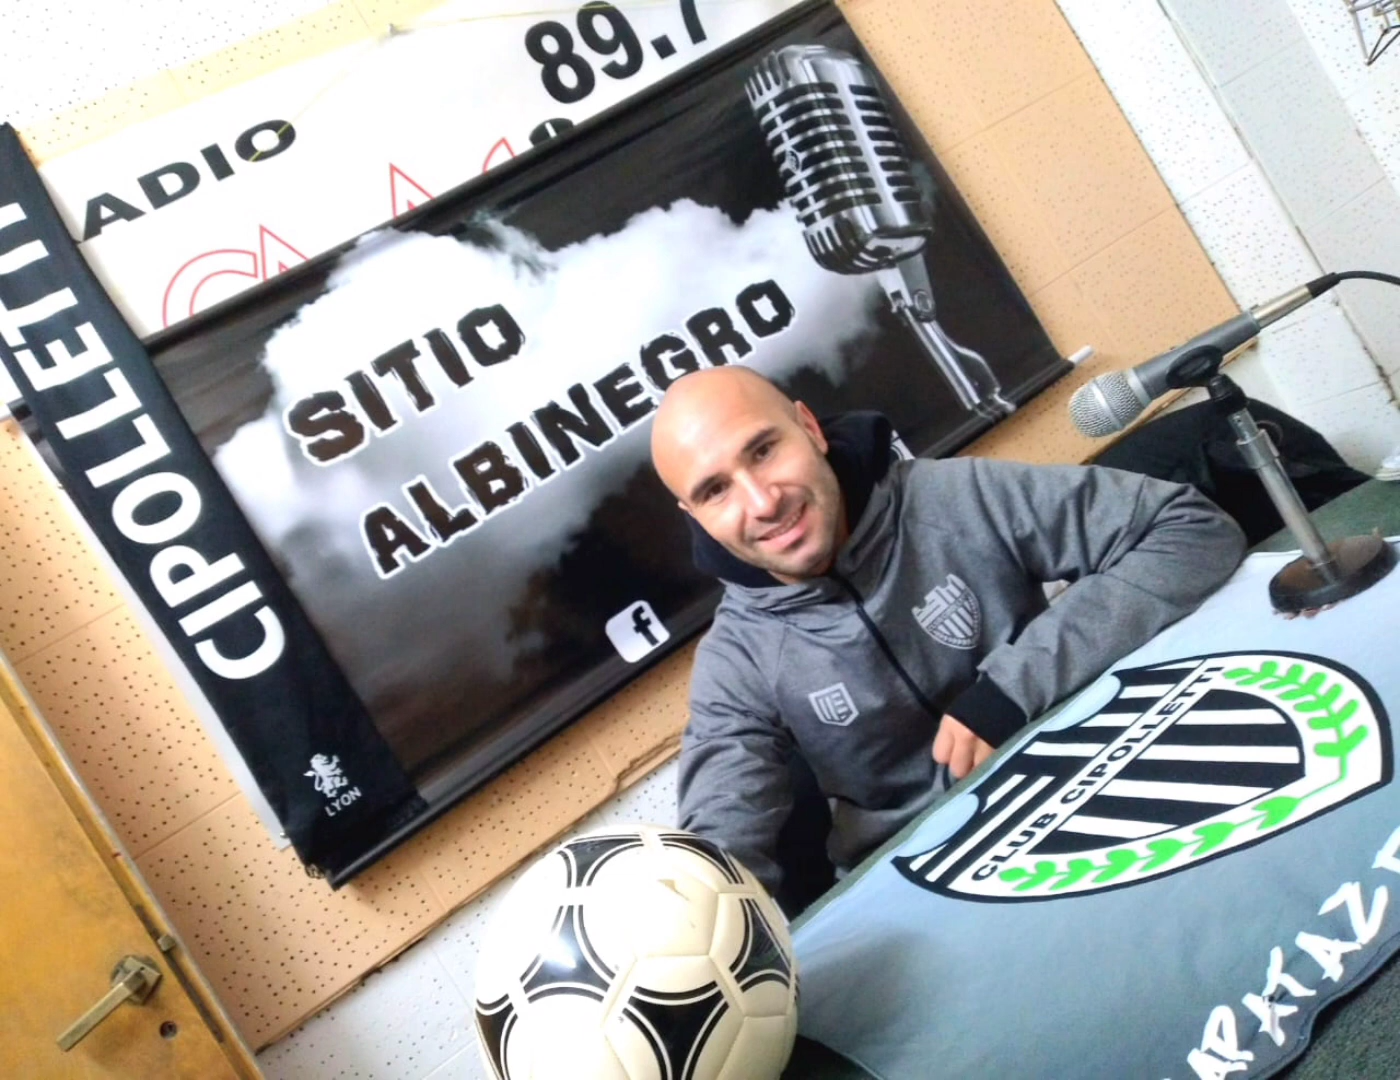 89.7
ADIO
CIPOLLETTI
SITIO
ALBINEGRO
f
LYON
CLUB CIPOLLETTI